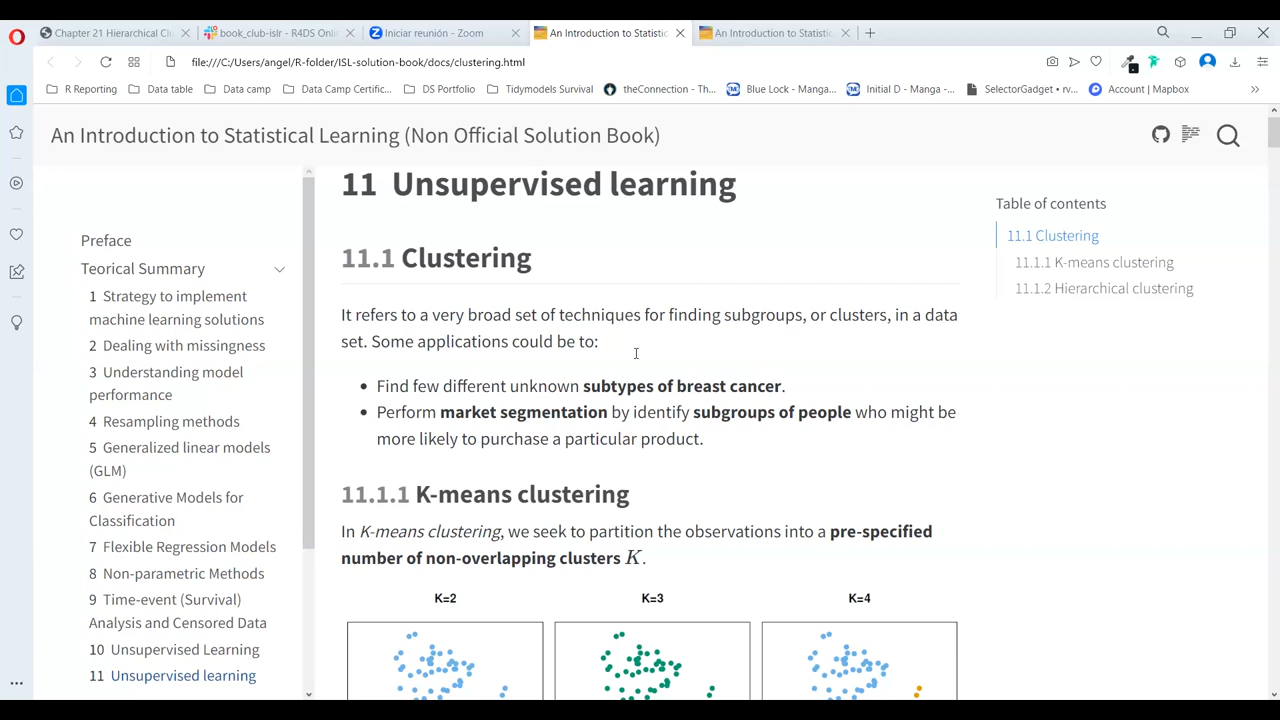 Chapter 21 Hierarchical Cl
book_club-islr - R4DS Onli
Iniciar reunión - Zoom
An Introduction to Statistic
An Introduction to Statistic
file:///C:/Users/angel/R-folder/ISL-solution-book/docs/clustering.html
R Reporting
Data table
Data camp
Data Camp Certific...
DS Portfolio
Tidymodels Survival
theConnection - Th...
Blue Lock - Manga...
Initial D - Manga -...
SelectorGadget • rv...
Account | Mapbox
An Introduction to Statistical Learning (Non Official Solution Book)
Preface
Teorical Summary
1 Strategy to implement
machine learning solutions
2 Dealing with missingness
3 Understanding model
performance
4 Resampling methods
5 Generalized linear models
(GLM)
6 Generative Models for
Classification
7 Flexible Regression Models
8 Non-parametric Methods
9 Time-event (Survival)
Analysis and Censored Data
10 Unsupervised Learning
11 Unsupervised learning
11 Unsupervised learning
11.1 Clustering
It refers to a very broad set of techniques for finding subgroups, or clusters, in a data
set. Some applications could be to:
• Find few different unknown subtypes of breast cancer.
• Perform market segmentation by identify subgroups of people who might be
more likely to purchase a particular product.
11.1.1 K-means clustering
In K-means clustering, we seek to partition the observations into a pre-specified
number of non-overlapping clusters K.
K=2
K=3
K=4
Table of contents
11.1 Clustering
11.1.1 K-means clustering
11.1.2 Hierarchical clustering